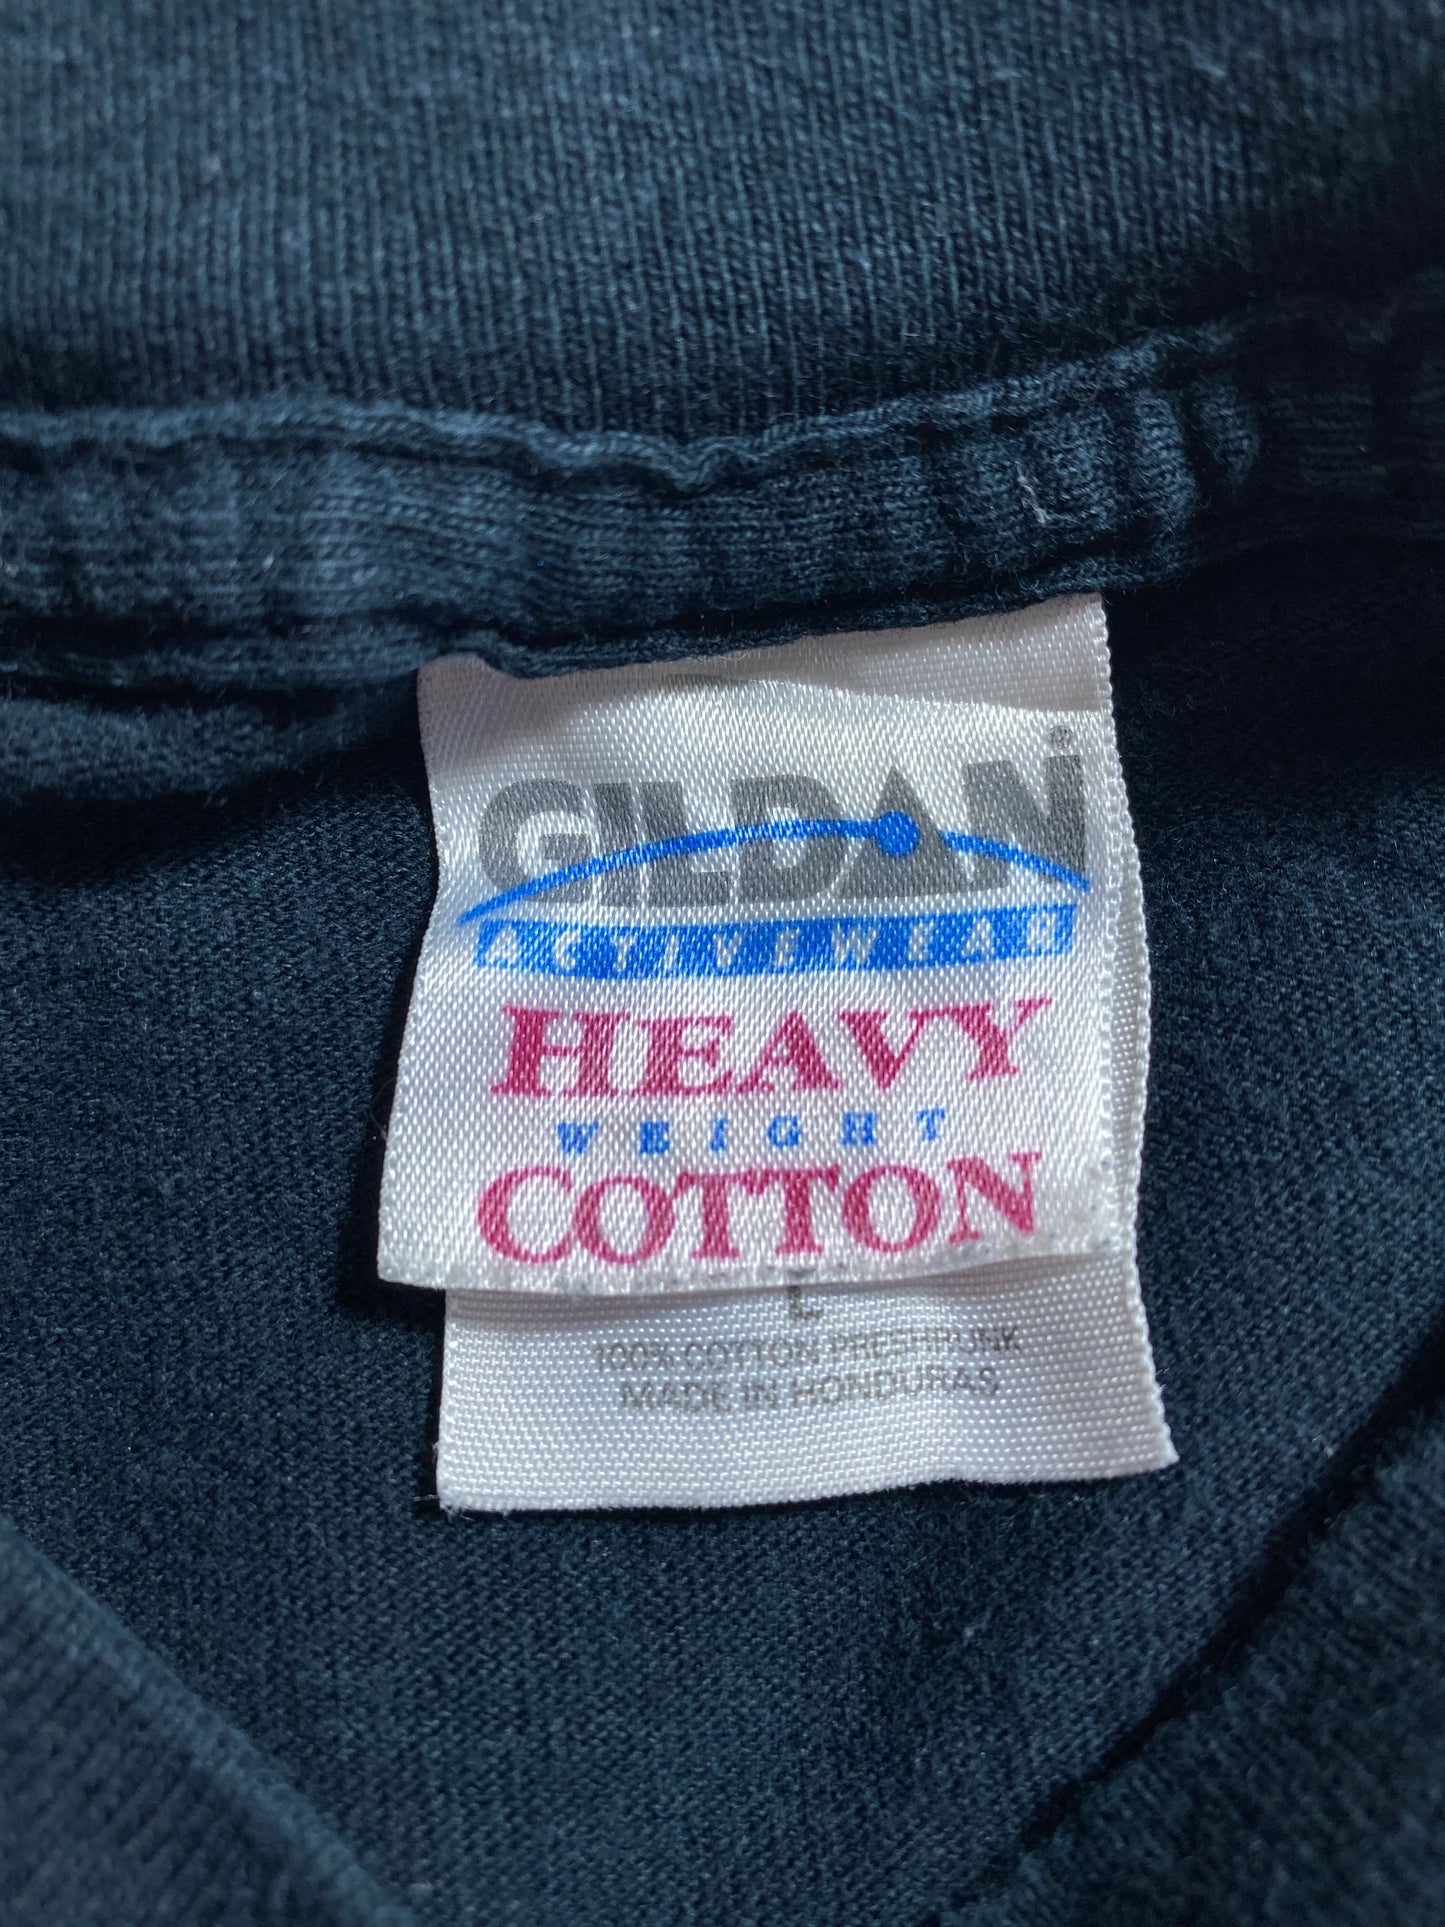 GILDAN®
ACTIVEWEAR
HEAVY
WEIGHT
COTTON
L
100% COTTON PRESHRUNK
MADE IN HONDURAS